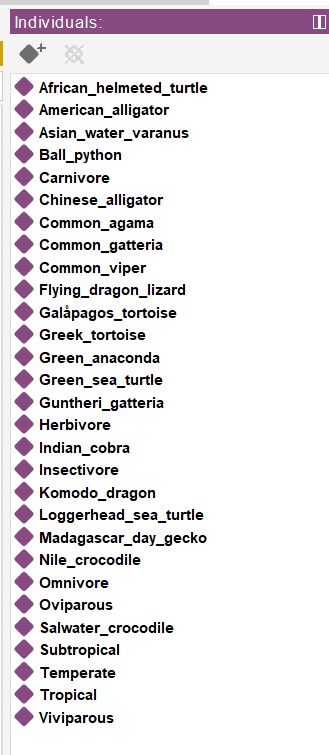 Individuals:
African_helmeted_turtle
American_alligator
Asian_water_varanus
Ball_python
Carnivore
Chinese_alligator
Common_agama
Common_gatteria
Common_viper
Flying_dragon_lizard
Galåpagos_tortoise
Greek_tortoise
Green_anaconda
Green_sea_turtle
Guntheri_gatteria
Herbivore
Indian_cobra
Insectivore
Komodo_dragon
Loggerhead_sea_turtle
Madagascar_day_gecko
Nile_crocodile
Omnivore
Oviparous
Salwater_crocodile
Subtropical
Temperate
Tropical
Viviparous